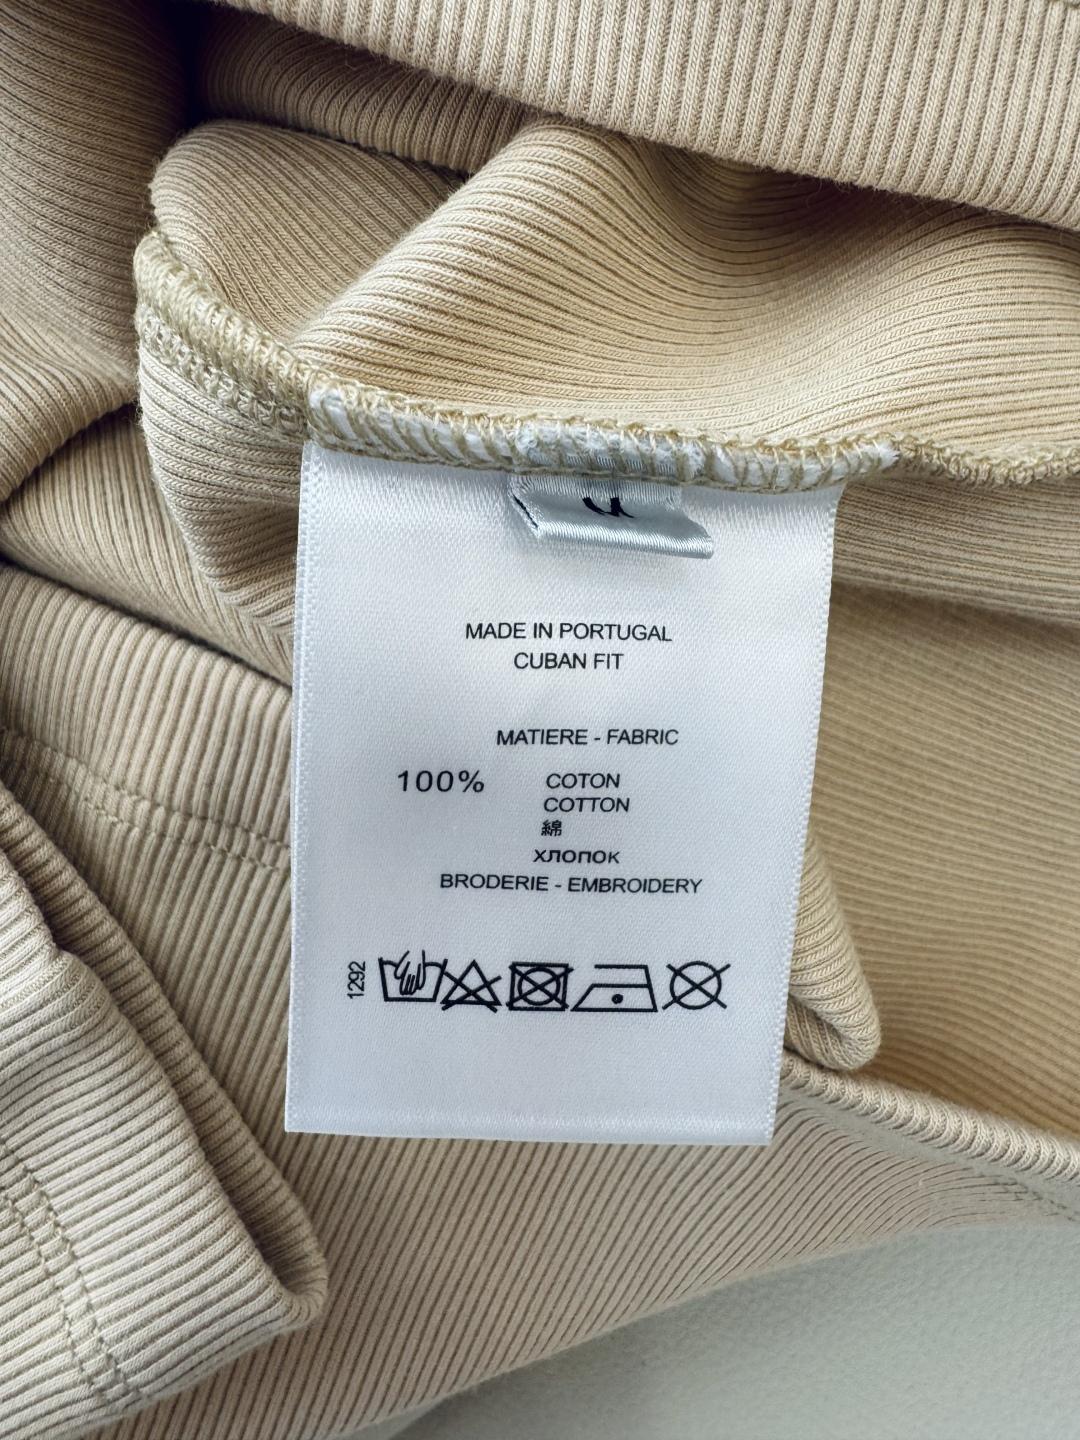 MADE IN PORTUGAL
CUBAN FIT
MATIERE - FABRIC
100% COTON
COTTON
綿
хлопок
BRODERIE - EMBROIDERY
1292